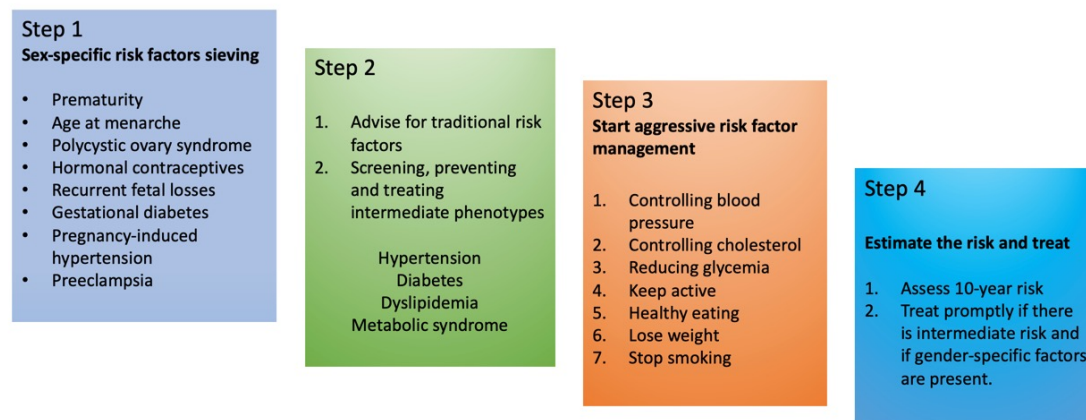 Step 1
Sex-specific risk factors sieving
• Prematurity
• Age at menarche
• Polycystic ovary syndrome
• Hormonal contraceptives
• Recurrent fetal losses
• Gestational diabetes
• Pregnancy-induced
hypertension
• Preeclampsia
Step 2
1. Advise for traditional risk
factors
2. Screening, preventing
and treating
intermediate phenotypes
Hypertension
Diabetes
Dyslipidemia
Metabolic syndrome
Step 3
Start aggressive risk factor
management
1. Controlling blood
pressure
2. Controlling cholesterol
3. Reducing glycemia
4. Keep active
5. Healthy eating
6. Lose weight
7. Stop smoking
Step 4
Estimate the risk and treat
1. Assess 10-year risk
2. Treat promptly if there
is intermediate risk and
if gender-specific factors
are present.